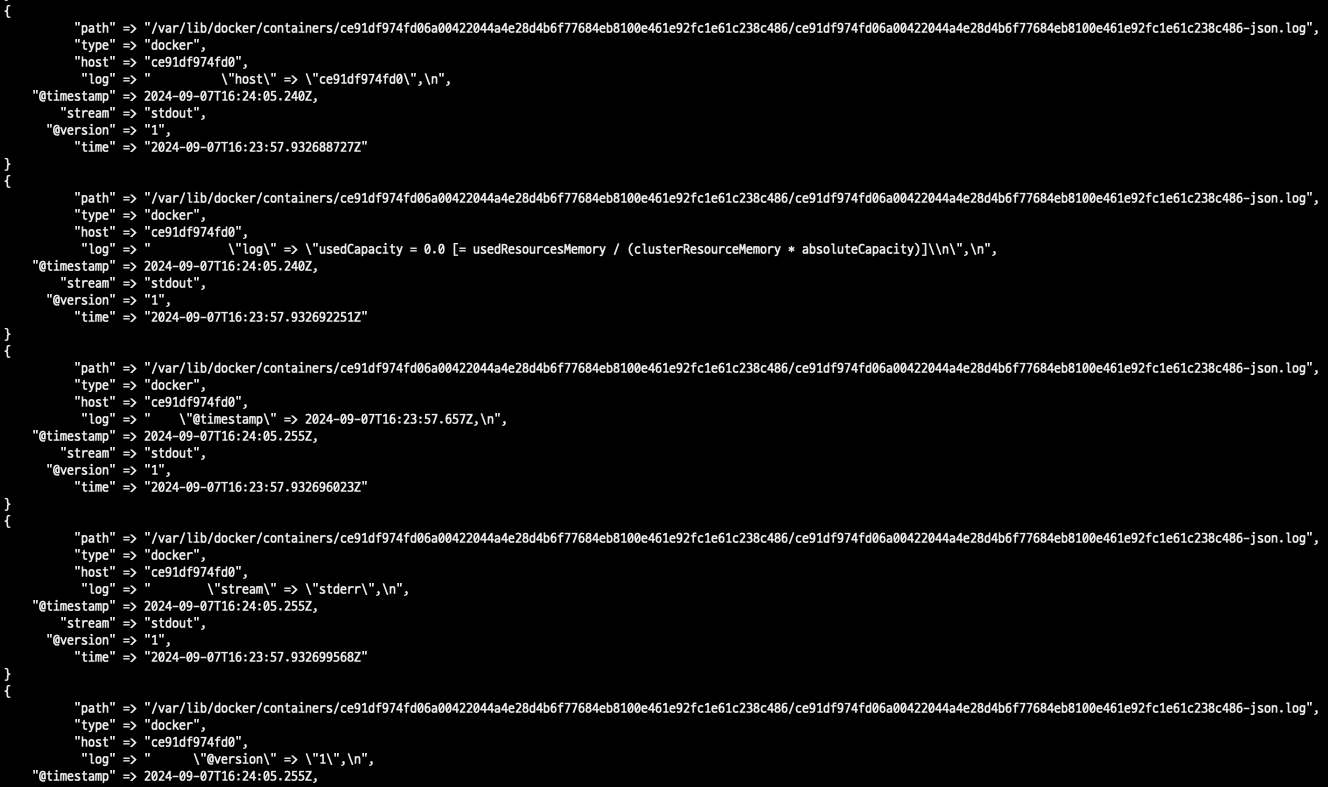 {
"path" => "/var/lib/docker/containers/ce91df974fd06a00422044a4e28d4b6f77684eb8100e461e92fc1e61c238c486/ce91df974fd06a00422044a4e28d4b6f77684eb8100e461e92fc1e61c238c486-json.log",
"type" => "docker",
"host" => "ce91df974fd0",
"log" => "          \"host\" => \"ce91df974fd0\",\n",
"@timestamp" => 2024-09-07T16:24:05.240Z,
"stream" => "stdout",
"@version" => "1",
"time" => "2024-09-07T16:23:57.932688727Z"
}
{
"path" => "/var/lib/docker/containers/ce91df974fd06a00422044a4e28d4b6f77684eb8100e461e92fc1e61c238c486/ce91df974fd06a00422044a4e28d4b6f77684eb8100e461e92fc1e61c238c486-json.log",
"type" => "docker",
"host" => "ce91df974fd0",
"log" => "           \"log\" => \"usedCapacity = 0.0 [= usedResourcesMemory / (clusterResourceMemory * absoluteCapacity)]\\n\",\n",
"@timestamp" => 2024-09-07T16:24:05.240Z,
"stream" => "stdout",
"@version" => "1",
"time" => "2024-09-07T16:23:57.932692251Z"
}
{
"path" => "/var/lib/docker/containers/ce91df974fd06a00422044a4e28d4b6f77684eb8100e461e92fc1e61c238c486/ce91df974fd06a00422044a4e28d4b6f77684eb8100e461e92fc1e61c238c486-json.log",
"type" => "docker",
"host" => "ce91df974fd0",
"log" => "    \"@timestamp\" => 2024-09-07T16:23:57.657Z,\n",
"@timestamp" => 2024-09-07T16:24:05.255Z,
"stream" => "stdout",
"@version" => "1",
"time" => "2024-09-07T16:23:57.932696023Z"
}
{
"path" => "/var/lib/docker/containers/ce91df974fd06a00422044a4e28d4b6f77684eb8100e461e92fc1e61c238c486/ce91df974fd06a00422044a4e28d4b6f77684eb8100e461e92fc1e61c238c486-json.log",
"type" => "docker",
"host" => "ce91df974fd0",
"log" => "        \"stream\" => \"stderr\",\n",
"@timestamp" => 2024-09-07T16:24:05.255Z,
"stream" => "stdout",
"@version" => "1",
"time" => "2024-09-07T16:23:57.932699568Z"
}
{
"path" => "/var/lib/docker/containers/ce91df974fd06a00422044a4e28d4b6f77684eb8100e461e92fc1e61c238c486/ce91df974fd06a00422044a4e28d4b6f77684eb8100e461e92fc1e61c238c486-json.log",
"type" => "docker",
"host" => "ce91df974fd0",
"log" => "      \"@version\" => \"1\",\n",
"@timestamp" => 2024-09-07T16:24:05.255Z,